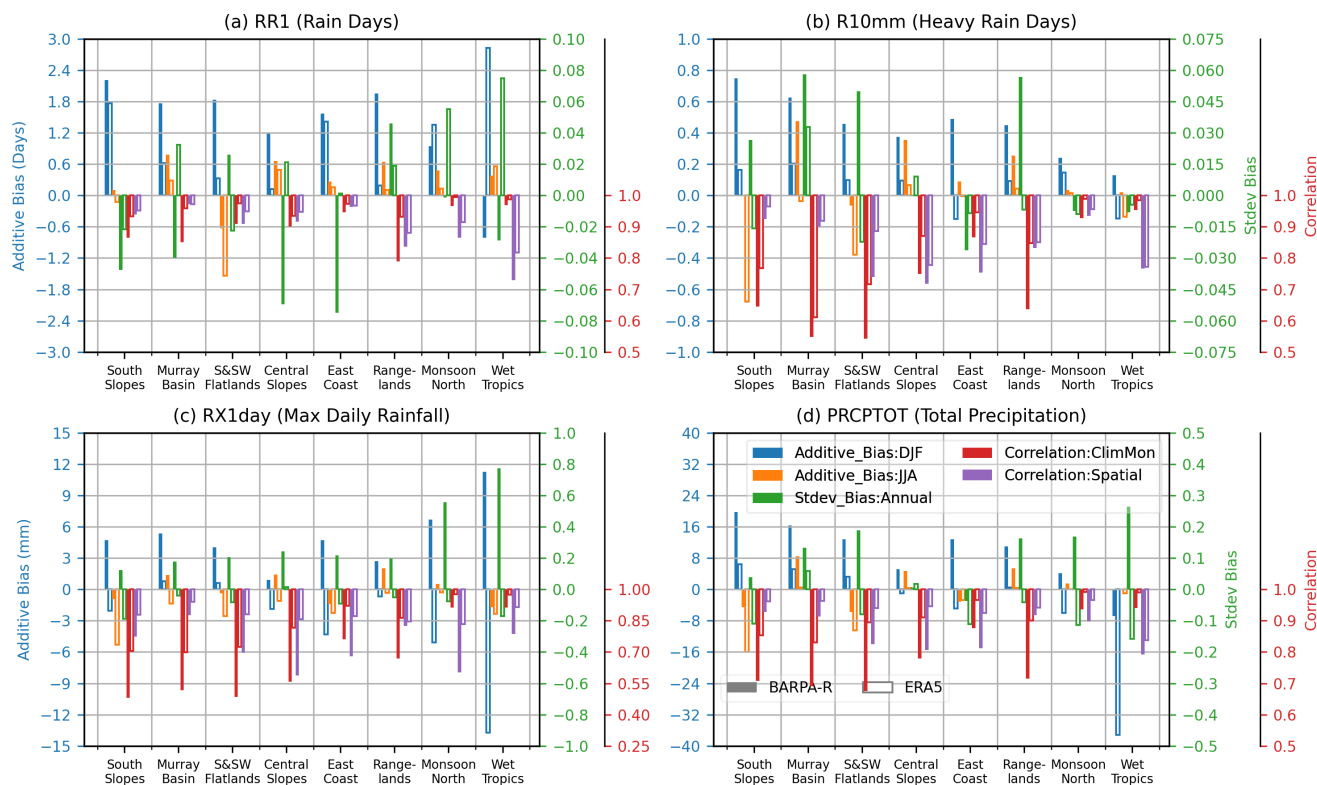 (a) RR1 (Rain Days)
Additive Bias (Days)
3.0
2.4
1.8
1.2
0.6
0.0
−0.6
−1.2
−1.8
−2.4
−3.0
0.10
0.08
0.06
0.04
0.02
0.00
−0.02
−0.04
−0.06
−0.08
−0.10
1.0
0.9
0.8
0.7
0.6
0.5
South Slopes
Murray Basin
S&SW Flatlands
Central Slopes
East Coast
Range- lands
Monsoon North
Wet Tropics
(b) R10mm (Heavy Rain Days)
1.0
0.8
0.6
0.4
0.2
0.0
−0.2
−0.4
−0.6
−0.8
−1.0
0.075
0.060
0.045
0.030
0.015
0.000
−0.015
−0.030
−0.045
−0.060
−0.075
Stdev Bias
1.0
0.9
0.8
0.7
0.6
0.5
Correlation
South Slopes
Murray Basin
S&SW Flatlands
Central Slopes
East Coast
Range- lands
Monsoon North
Wet Tropics
(c) RX1day (Max Daily Rainfall)
Additive Bias (mm)
15
12
9
6
3
0
−3
−6
−9
−12
−15
1.0
0.8
0.6
0.4
0.2
0.0
−0.2
−0.4
−0.6
−0.8
−1.0
1.00
0.85
0.70
0.55
0.40
0.25
South Slopes
Murray Basin
S&SW Flatlands
Central Slopes
East Coast
Range- lands
Monsoon North
Wet Tropics
(d) PRCPTOT (Total Precipitation)
40
32
24
16
8
0
−8
−16
−24
−32
−40
Additive_Bias:DJF
Additive_Bias:JJA
Stdev_Bias:Annual
Correlation:ClimMon
Correlation:Spatial
BARPA-R
ERA5
0.5
0.4
0.3
0.2
0.1
0.0
−0.1
−0.2
−0.3
−0.4
−0.5
Stdev Bias
1.0
0.9
0.8
0.7
0.6
0.5
Correlation
South Slopes
Murray Basin
S&SW Flatlands
Central Slopes
East Coast
Range- lands
Monsoon North
Wet Tropics